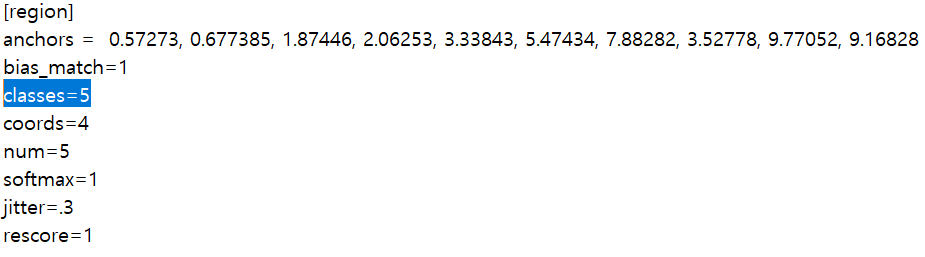 [region]
anchors =  0.57273, 0.677385, 1.87446, 2.06253, 3.33843, 5.47434, 7.88282, 3.52778, 9.77052, 9.16828
bias_match=1
classes=5
coords=4
num=5
softmax=1
jitter=.3
rescore=1